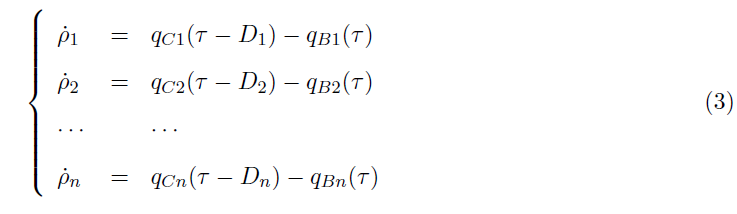 ρ̇₁ = q_{C1}(τ − D₁) − q_{B1}(τ)
ρ̇₂ = q_{C2}(τ − D₂) − q_{B2}(τ)
... ...
ρ̇ₙ = q_{Cn}(τ − Dₙ) − q_{Bn}(τ)
(3)